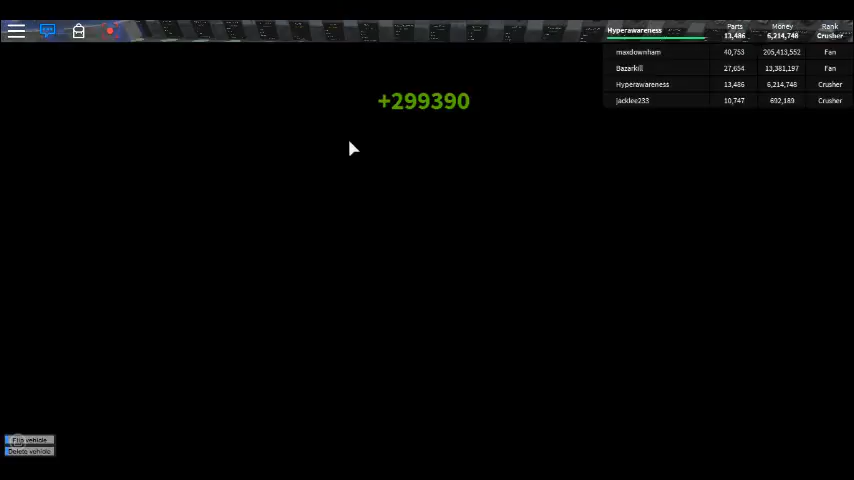 Hyperawareness Parts Money Rank
13,486 6,214,748 Crusher
maxdownham 40,753 205,413,552 Fan
Bazarkill 27,654 13,381,197 Fan
Hyperawareness 13,486 6,214,748 Crusher
jacklee233 10,747 692,189 Crusher
+299390
Flip vehicle
Delete vehicle